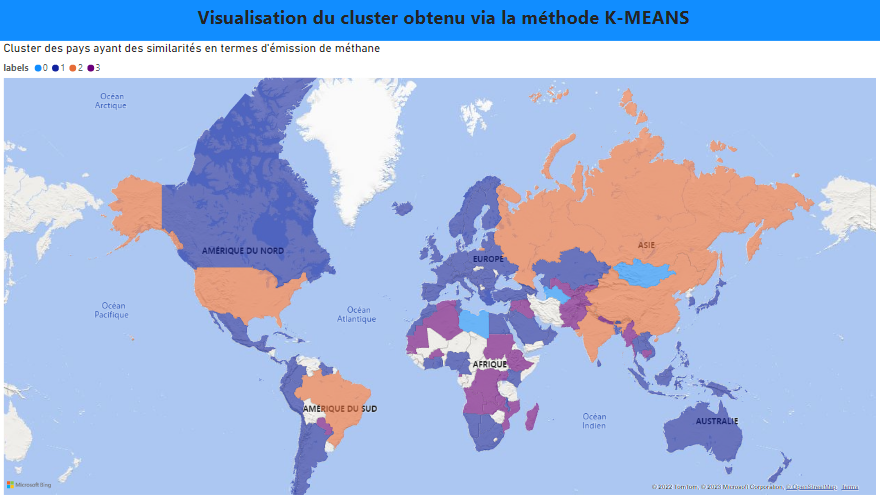 Visualisation du cluster obtenu via la méthode K-MEANS
Cluster des pays ayant des similarités en termes d'émission de méthane
labels 0 1 2 3
Océan
Arctique
AMÉRIQUE DU NORD
EUROPE
ASIE
Océan
Pacifique
Océan
Atlantique
AFRIQUE
AMÉRIQUE DU SUD
Océan
Indien
AUSTRALIE
Microsoft Bing
© 2022 TomTom, © 2023 Microsoft Corporation, © OpenStreetMap Terms